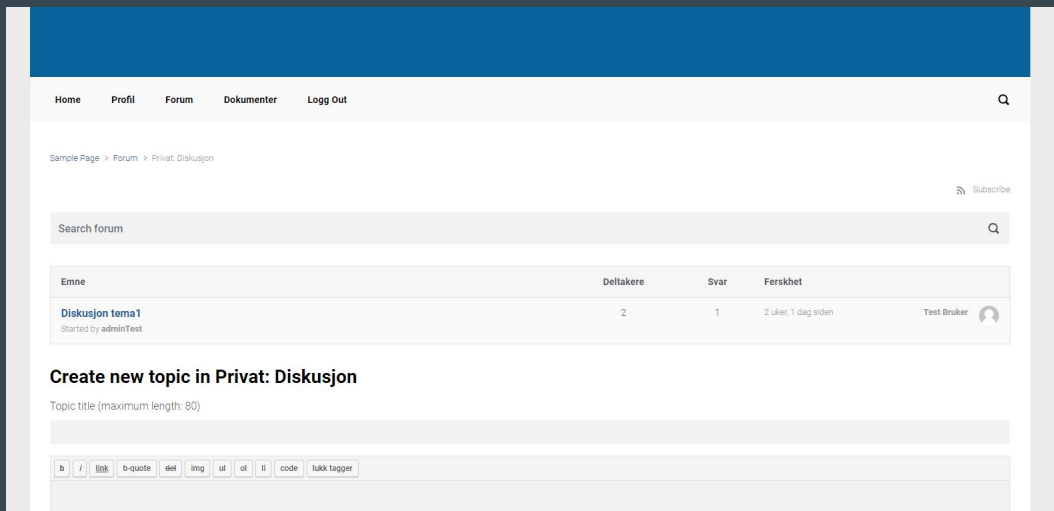 Home Profil Forum Dokumenter Logg Out
Sample Page > Forum > Privat: Diskusjon
Subscribe
Search forum
Emne Deltakere Svar Ferskhet
Diskusjon tema1 2 1 2 uker, 1 dag siden Test Bruker
Started by adminTest
Create new topic in Privat: Diskusjon
Topic title (maximum length: 80)
b i link b-quote del img ul ol li code lukk tagger